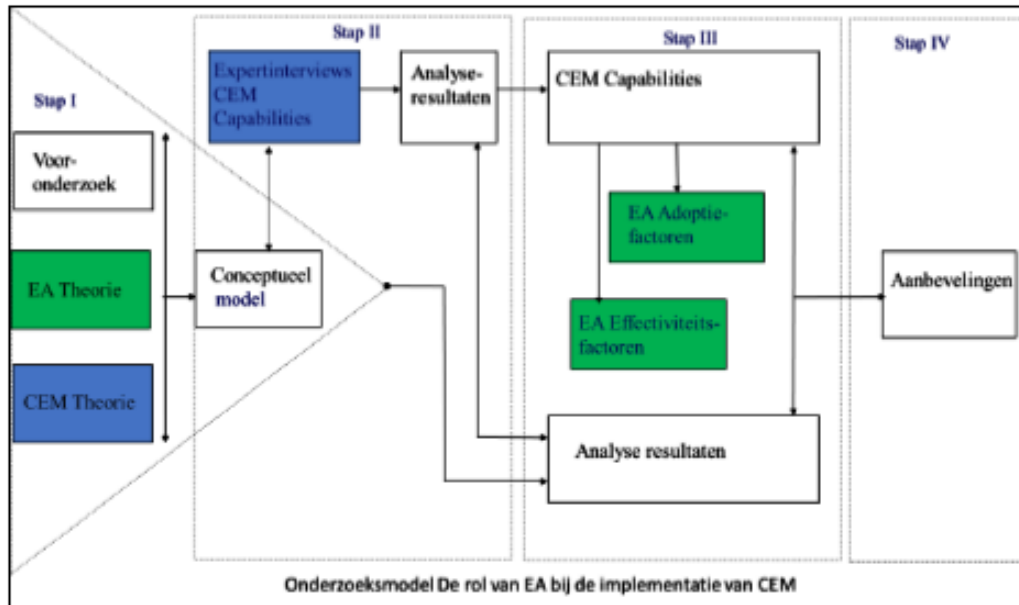 Stap I
Voor-
onderzoek
EA Theorie
CEM Theorie
Stap II
Expertinterviews
CEM
Capabilities
Analyse-
resultaten
Conceptueel
model
Stap III
CEM Capabilities
EA Adoptie-
factoren
EA Effectiviteits-
factoren
Analyse resultaten
Stap IV
Aanbevelingen
Onderzoeksmodel De rol van EA bij de implementatie van CEM